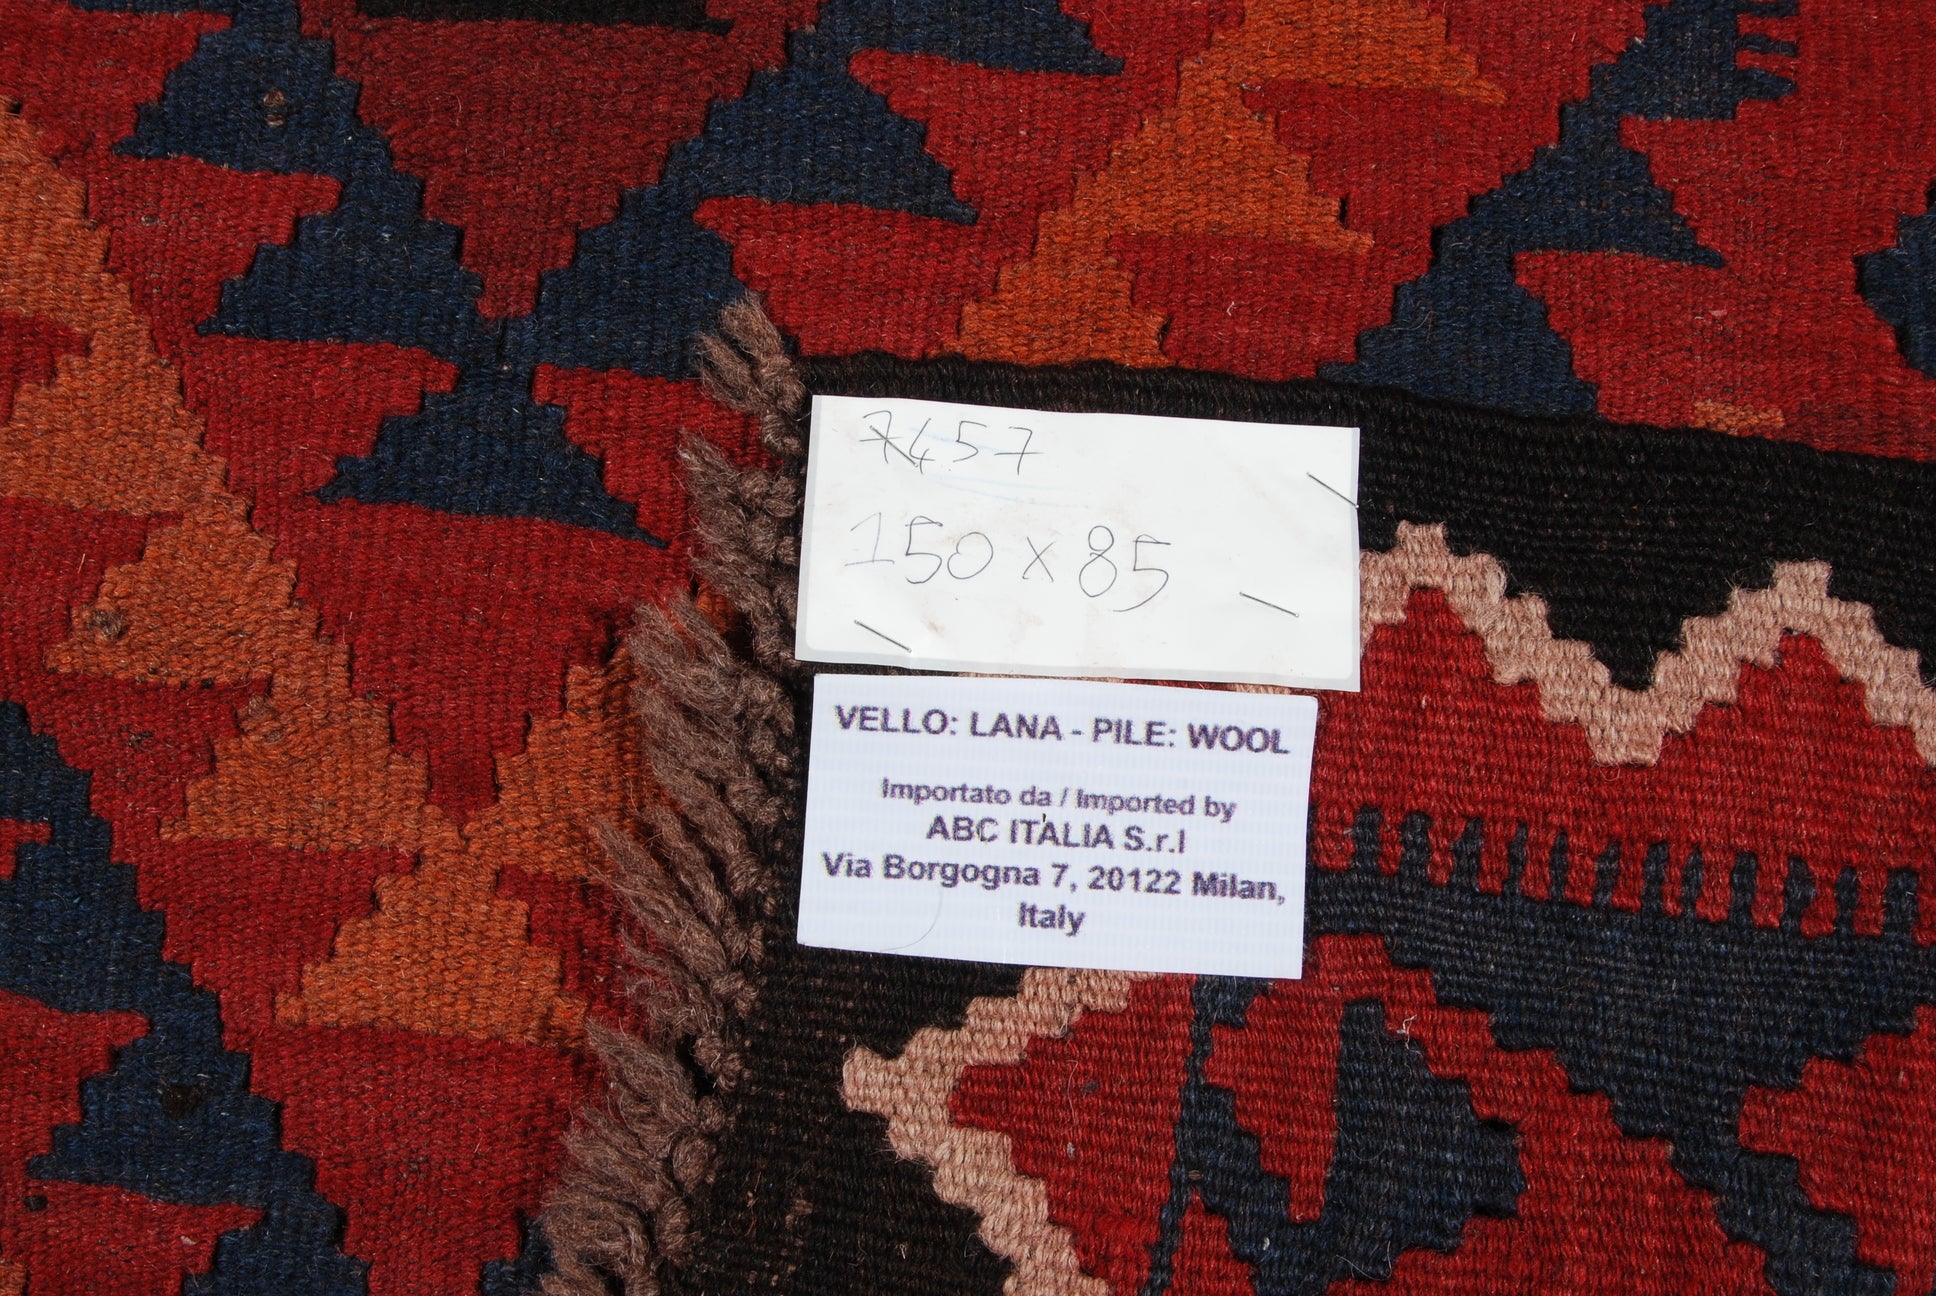 7457
150 x 85
VELLO: LANA - PILE: WOOL
Importato da / Imported by
ABC ITALIA S.r.l
Via Borgogna 7, 20122 Milan,
Italy